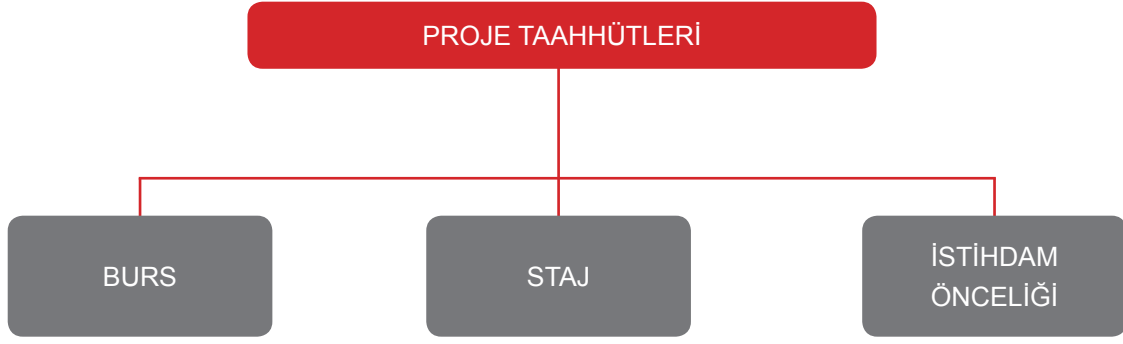 PROJE TAAHHÜTLERİ
BURS
STAJ
İSTİHDAM
ÖNCELİĞİ